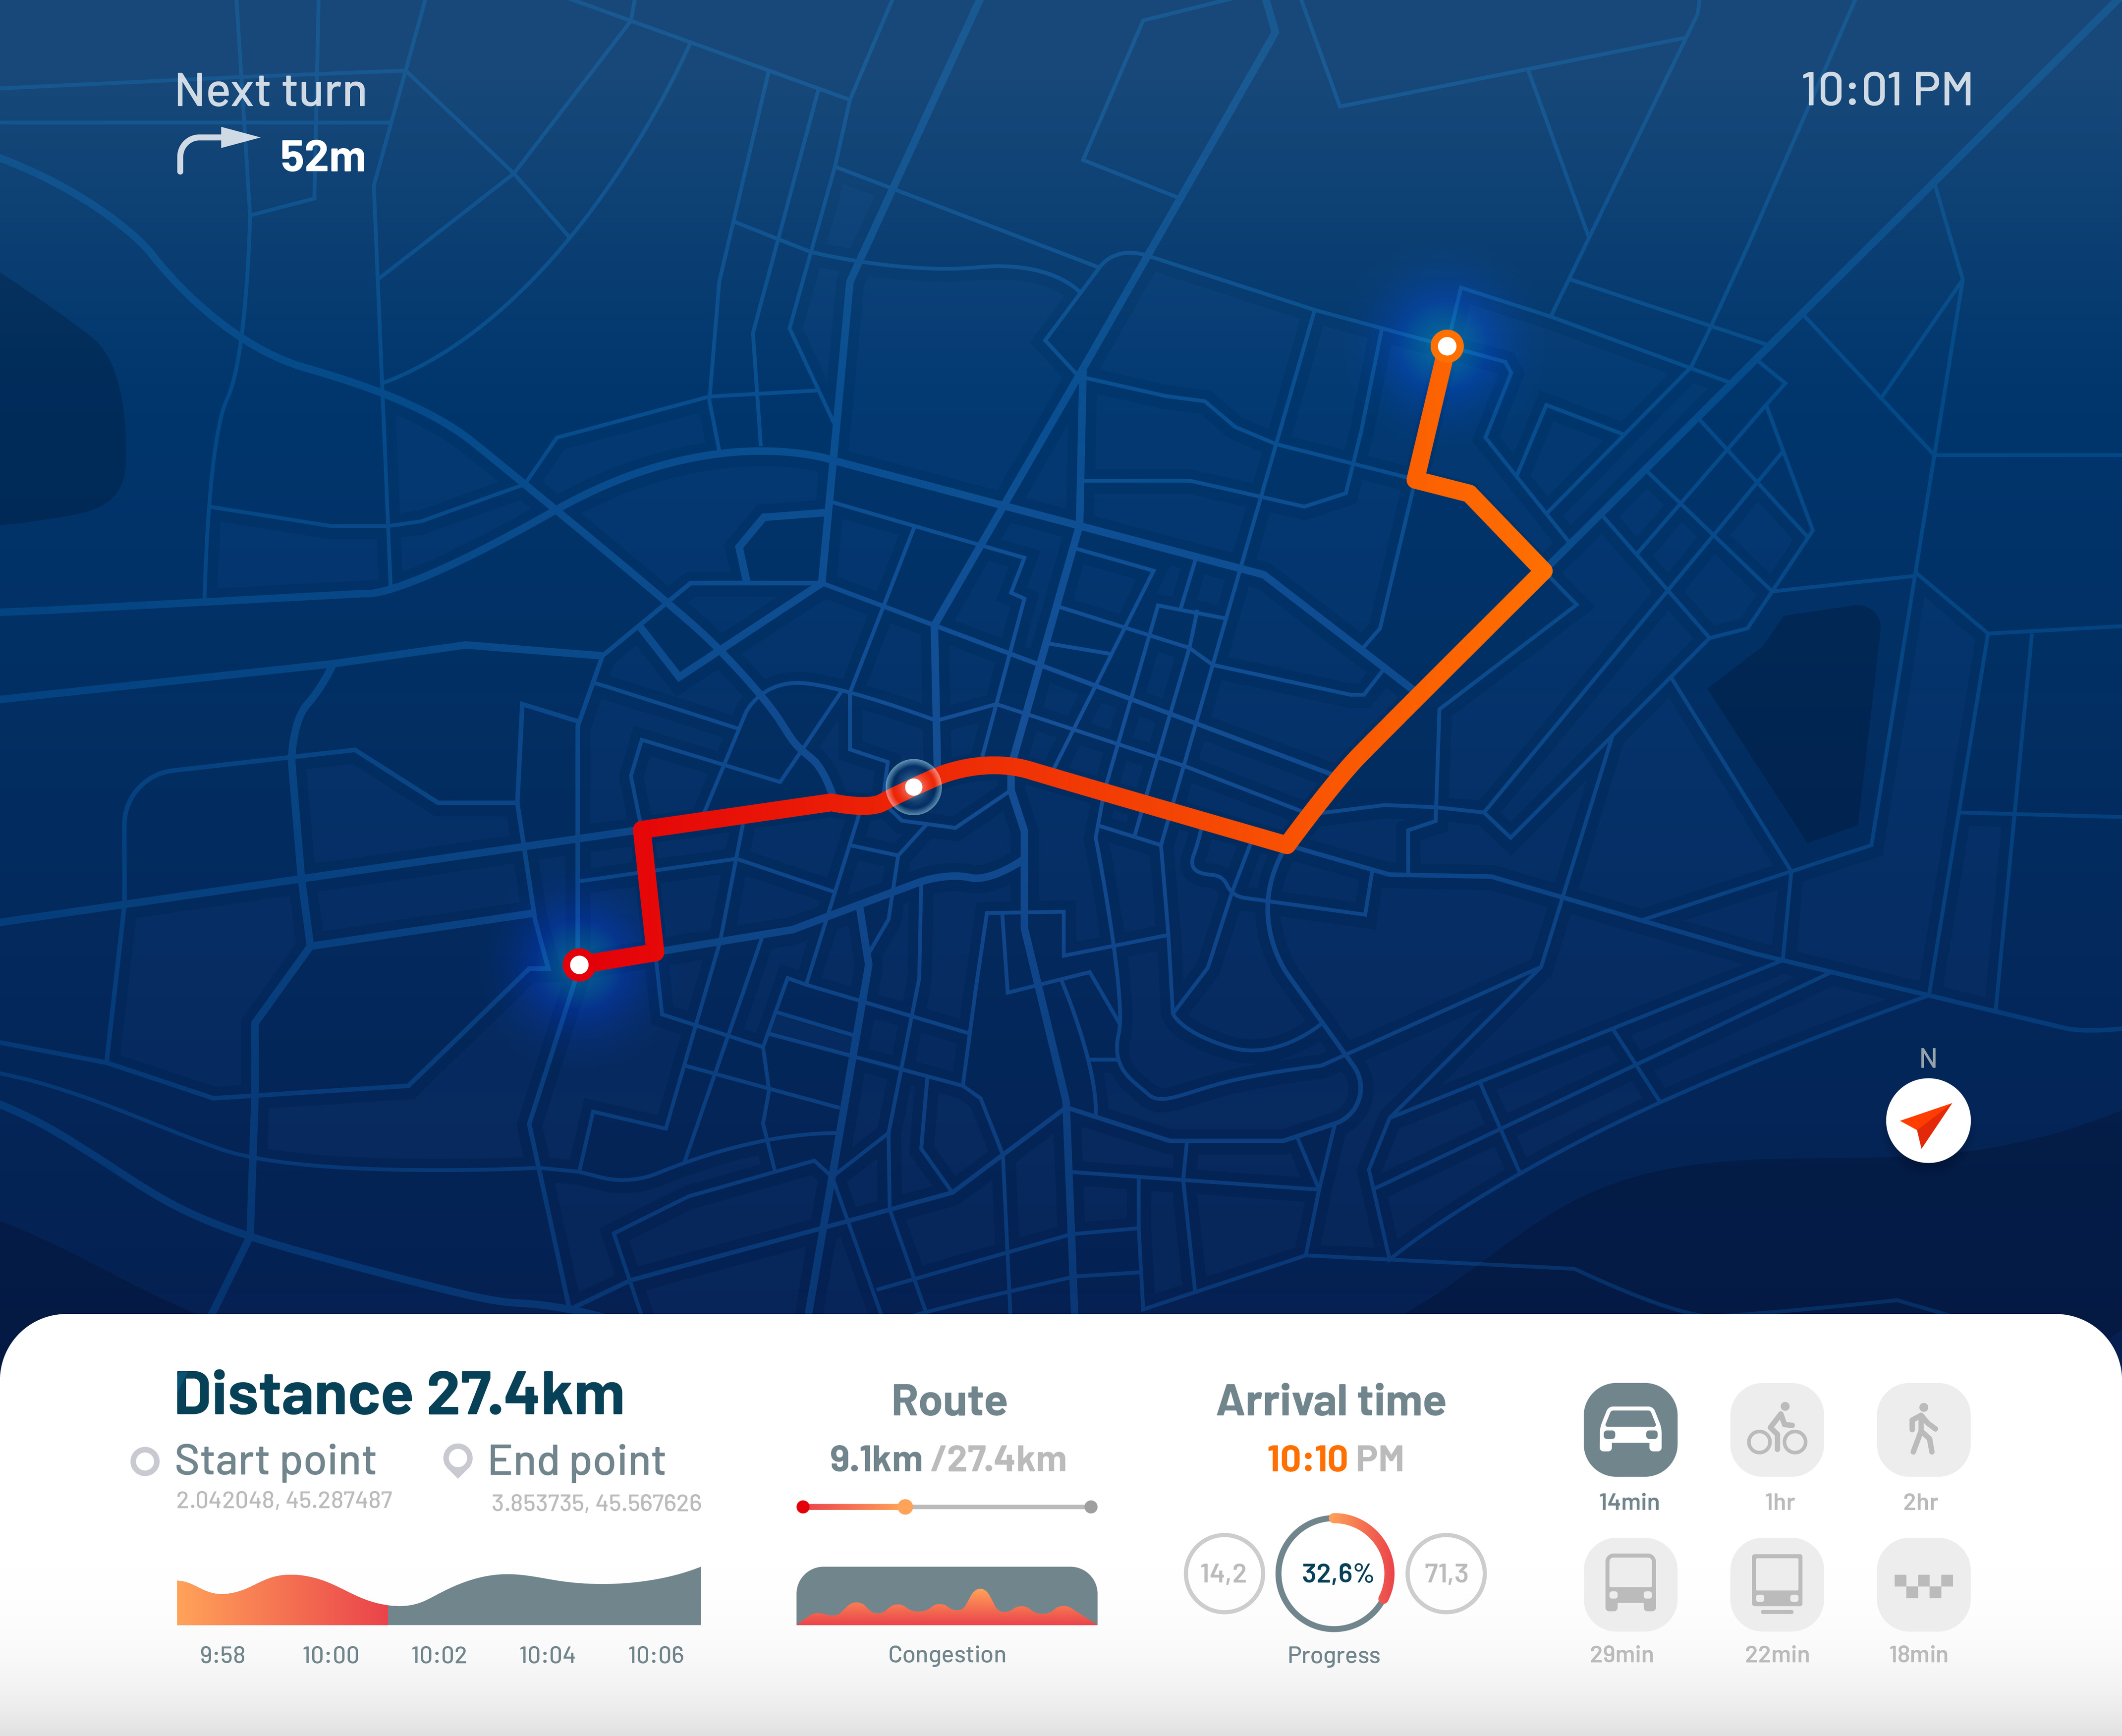 Next turn
52m
10:01 PM
N
Distance 27.4km
Start point
2.042048, 45.287487
End point
3.853735, 45.567626
9:58 10:00 10:02 10:04 10:06
Route
9.1km /27.4km
Congestion
Arrival time
10:10 PM
14,2 32,6% 71,3
Progress
14min 1hr 2hr
29min 22min 18min